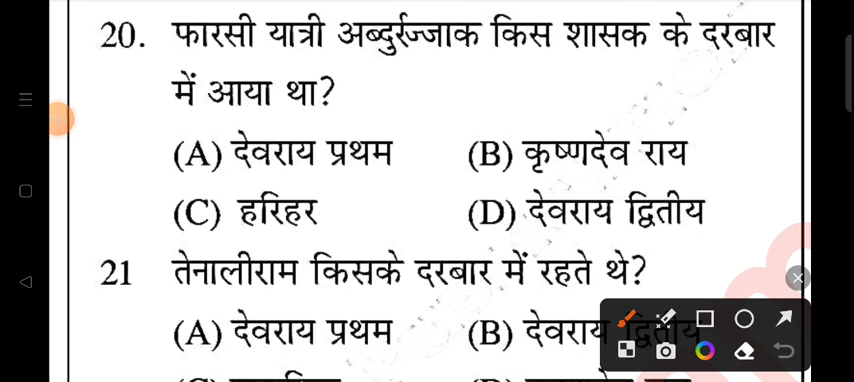 20. फारसी यात्री अब्दुर्रज्जाक किस शासक के दरबार
में आया था?
(A) देवराय प्रथम (B) कृष्णदेव राय
(C) हरिहर (D) देवराय द्वितीय
21 तेनालीराम किसके दरबार में रहते थे?
(A) देवराय प्रथम (B) देवराय द्वितीय